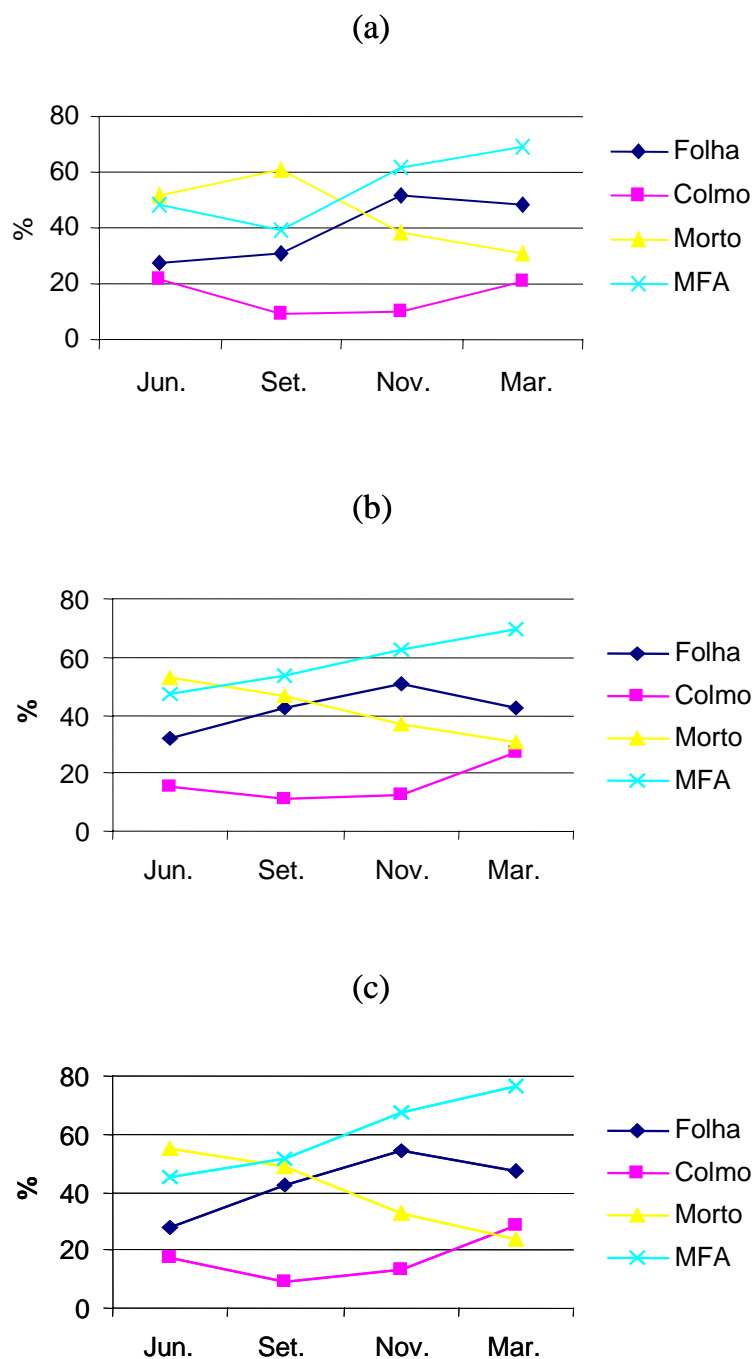 (a)
80
60
40
20
0
%
Jun. Set. Nov. Mar.
Folha
Colmo
Morto
MFA
(b)
80
60
40
20
0
%
Jun. Set. Nov. Mar.
Folha
Colmo
Morto
MFA
(c)
80
60
40
20
0
%
Jun. Set. Nov. Mar.
Folha
Colmo
Morto
MFA